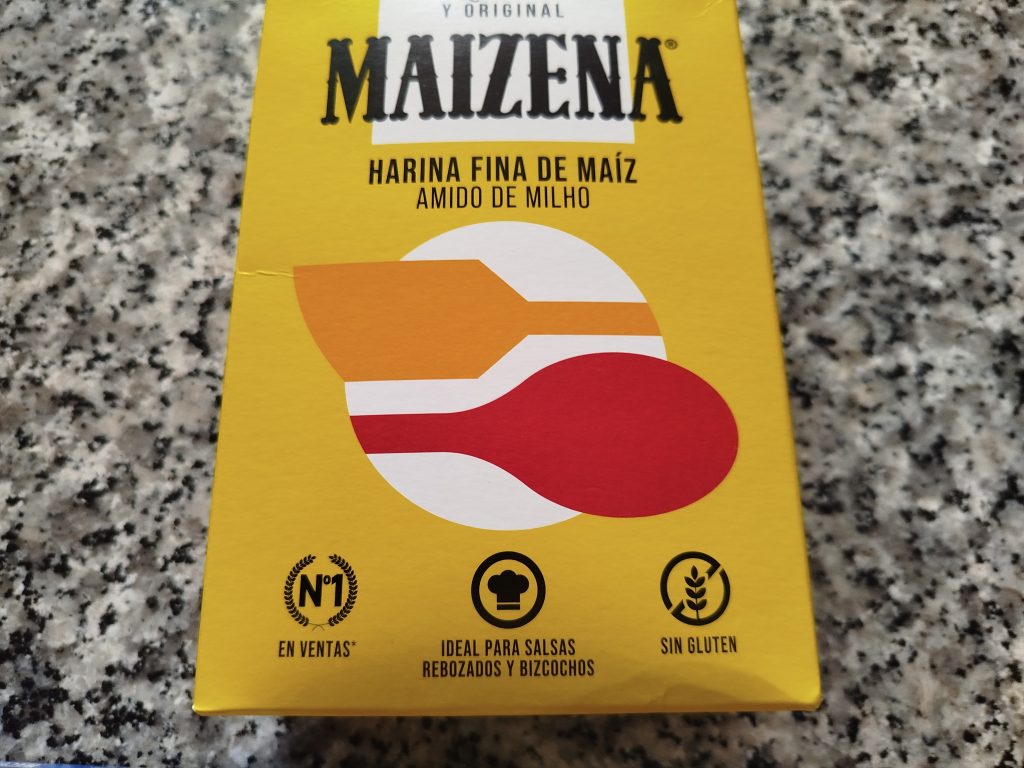 Y ORIGINAL
MAIZENA®
HARINA FINA DE MAÍZ
AMIDO DE MILHO
Nº1
EN VENTAS*
IDEAL PARA SALSAS
REBOZADOS Y BIZCOCHOS
SIN GLUTEN